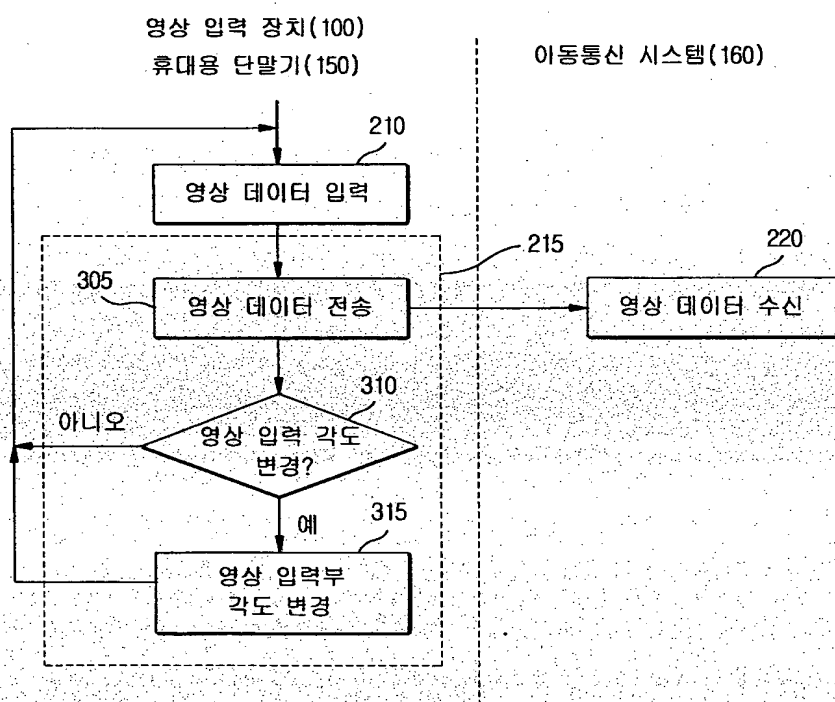 영상 입력 장치(100)
휴대용 단말기(150)
이동통신 시스템(160)
210
영상 데이터 입력
215
220
305
영상 데이터 전송
영상 데이터 수신
310
아니오
영상 입력 각도
변경?
예
315
영상 입력부
각도 변경